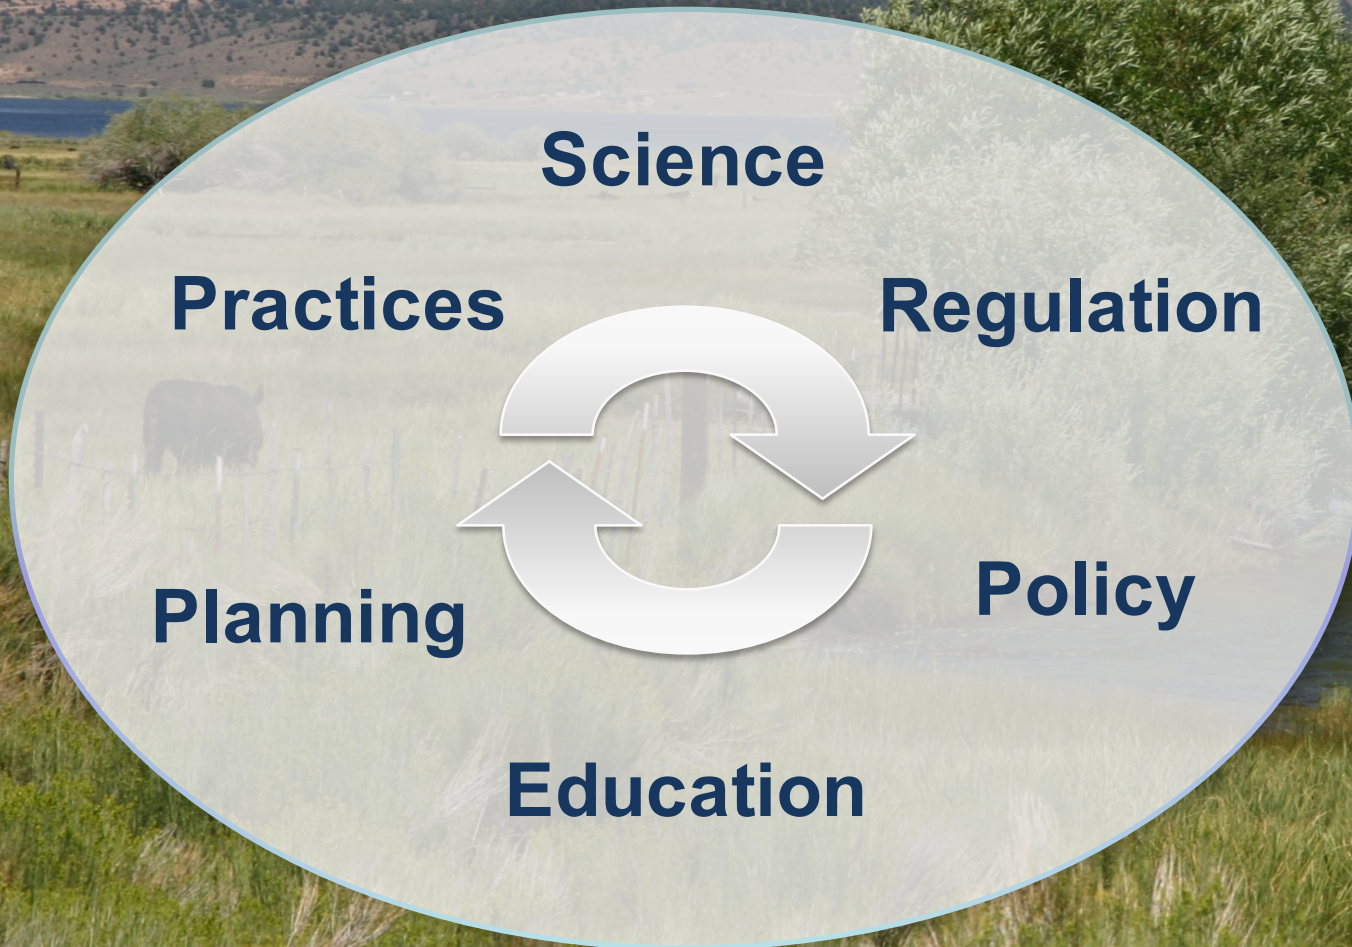 Science
Practices
Regulation
Policy
Planning
Education